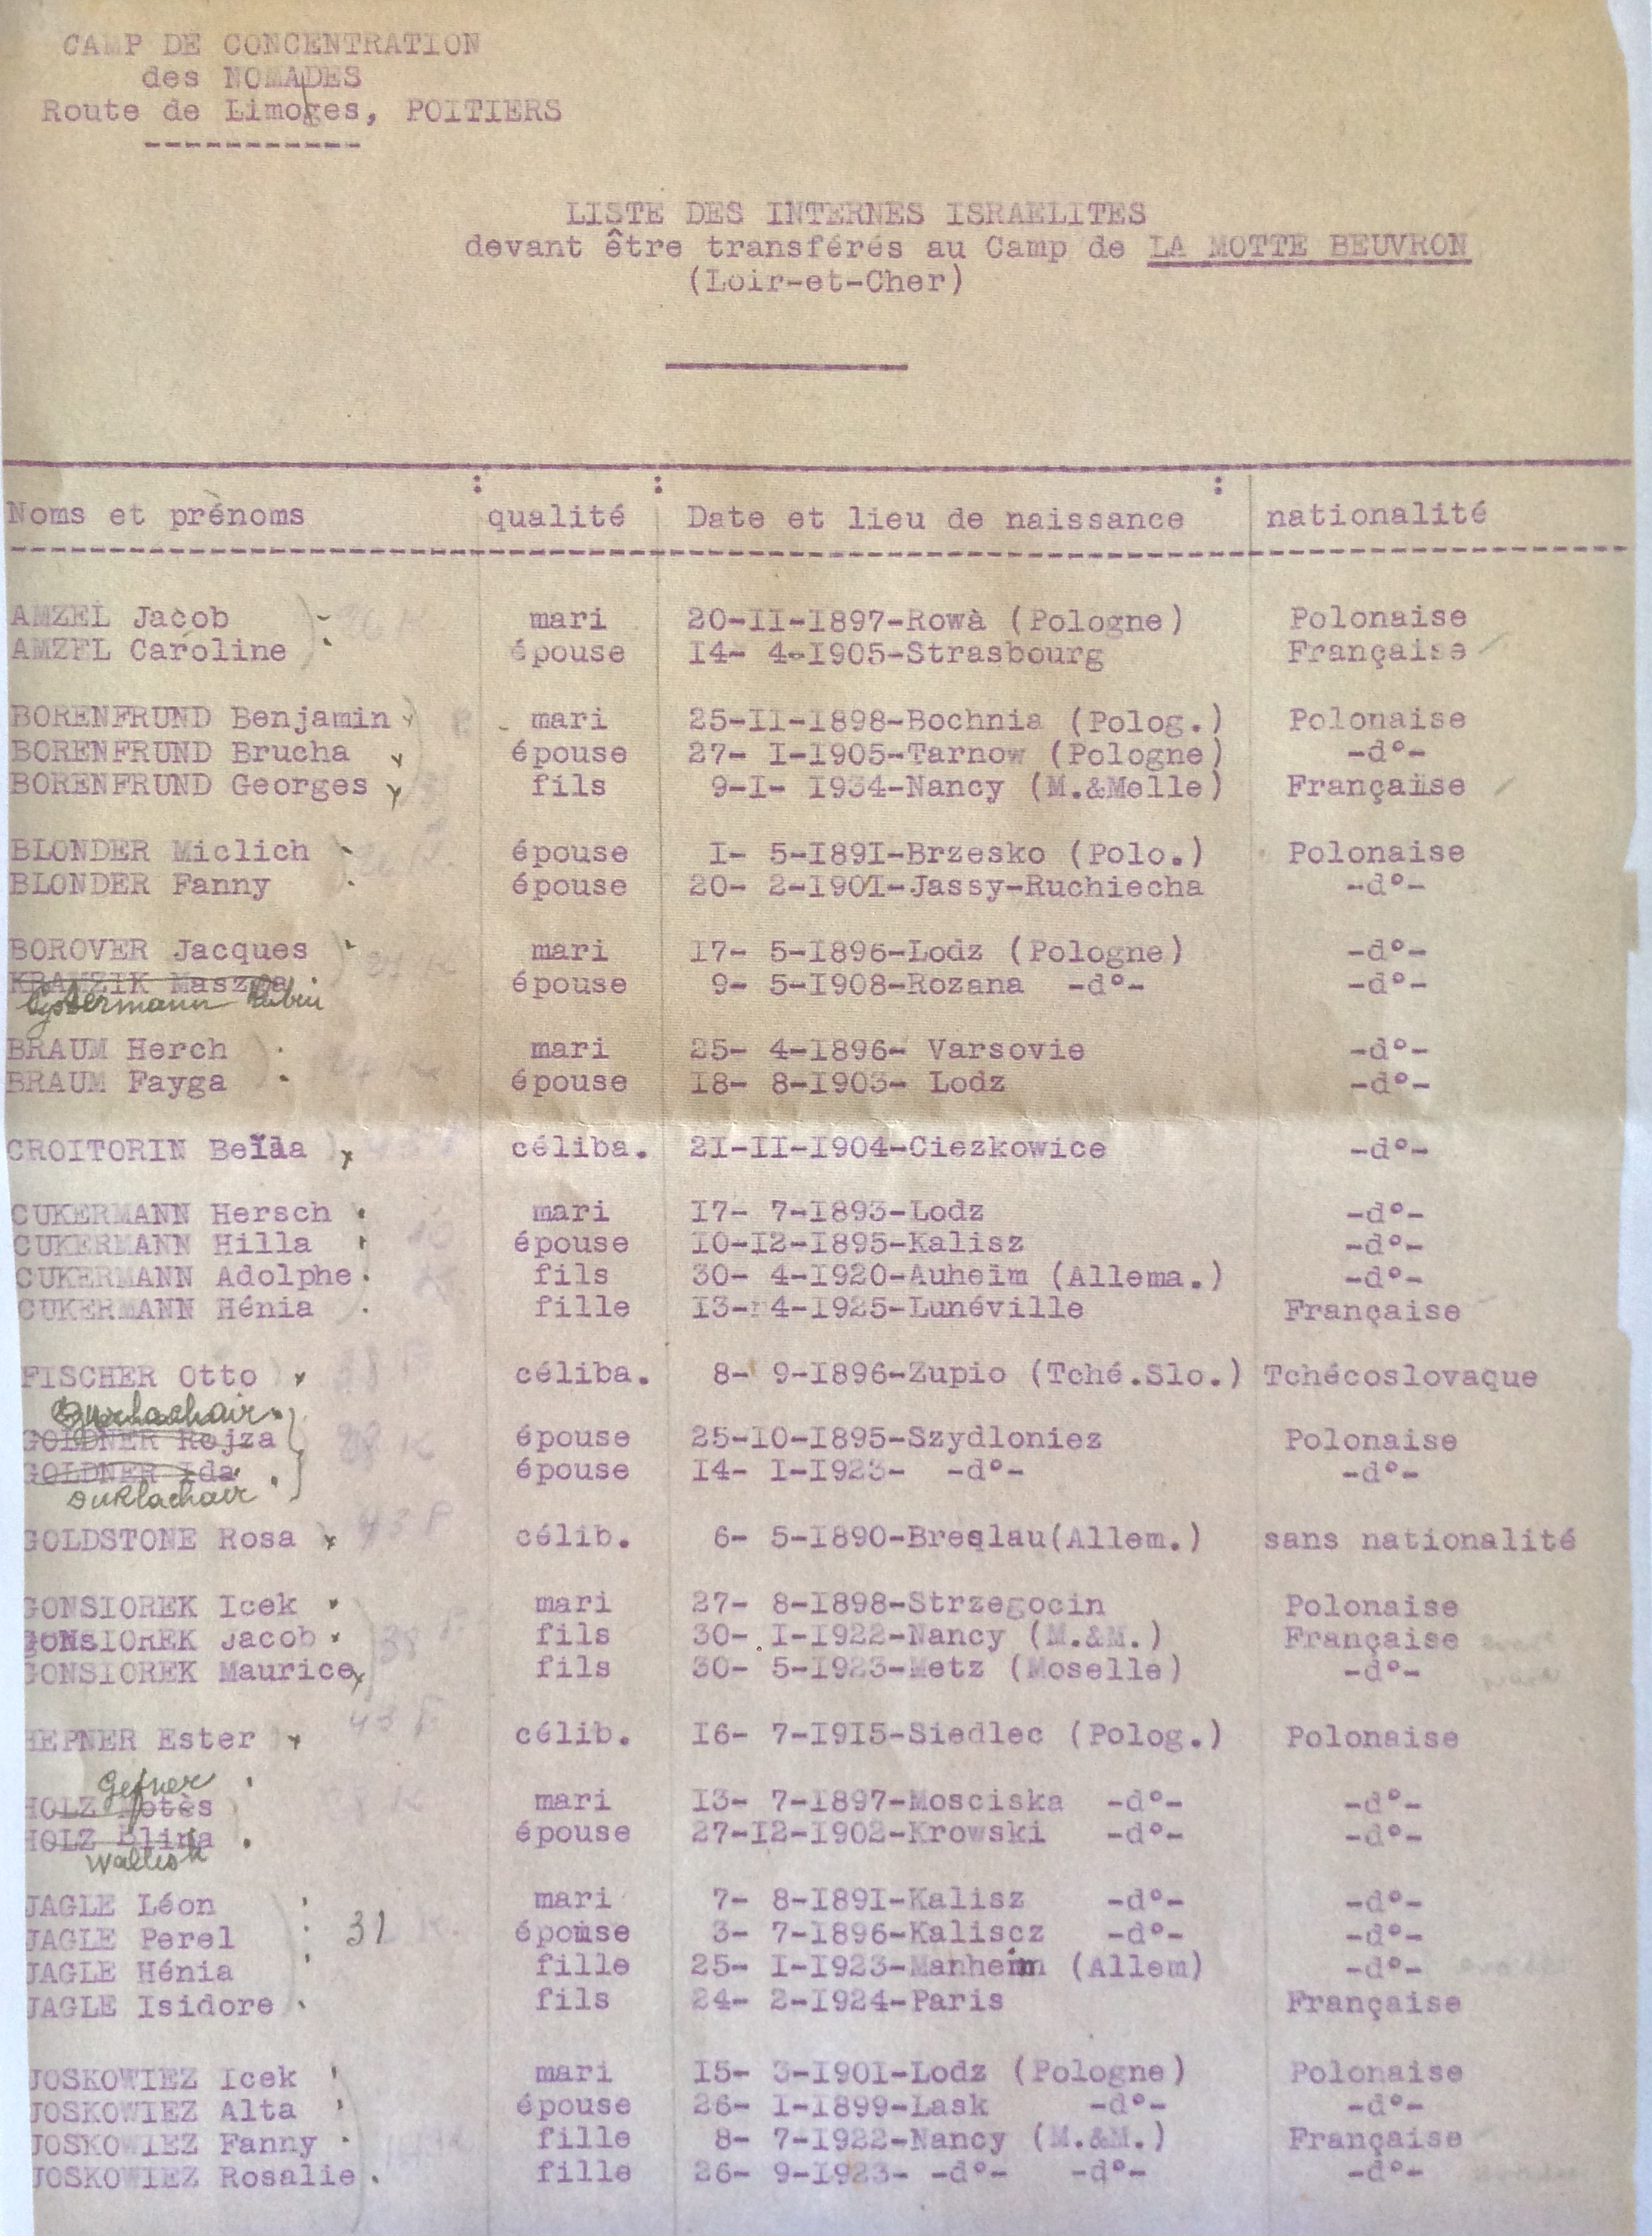 CAMP DE CONCENTRATION
des NOMADES
Route de Limoges, POITIERS
LISTE DES INTERNES ISRAELITES
devant être transférés au Camp de LA MOTTE BEUVRON
(Loir-et-Cher)
Noms et prénoms : qualité : Date et lieu de naissance : nationalité
AMZEL Jacob mari 20-II-I897-Rowà (Pologne) Polonaise
AMZEL Caroline épouse I4- 4-I905-Strasbourg Française
BORENFRUND Benjamin mari 25-II-I898-Bochnia (Polog.) Polonaise
BORENFRUND Brucha épouse 27- I-I905-Tarnow (Pologne) -d°-
BORENFRUND Georges fils 9-I- I934-Nancy (M.&Melle) Française
BLONDER Miclich épouse I- 5-I89I-Brzesko (Polo.) Polonaise
BLONDER Fanny épouse 20- 2-I90I-Jassy-Ruchiecha -d°-
BOROVER Jacques mari I7- 5-I896-Lodz (Pologne) -d°-
KRAMZIK épouse 9- 5-I908-Rozana -d°- -d°-
BRAUM Herch mari 25- 4-I896- Varsovie -d°-
BRAUM Fayga épouse I8- 8-I903- Lodz -d°-
CROITORIN Beïla céliba. 2I-II-I904-Ciezkowice -d°-
CUKERMANN Hersch mari I7- 7-I893-Lodz -d°-
CUKERMANN Hilla épouse I0-I2-I895-Kalisz -d°-
CUKERMANN Adolphe fils 30- 4-I920-Auheim (Allema.) -d°-
CUKERMANN Hénia fille I3- 4-I925-Lunéville Française
FISCHER Otto céliba. 8- 9-I896-Zupio (Tché.Slo.) Tchécoslovaque
GOLDNER Rojza épouse 25-I0-I895-Szydloniez Polonaise
GOLDNER Ida épouse I4- I-I923- -d°- -d°-
GOLDSTONE Rosa 43 célib. 6- 5-I890-Breslau(Allem.) sans nationalité
GONSIOREK Icek mari 27- 8-I898-Strzegocin Polonaise
GONSIOREK Jacob fils 30- I-I922-Nancy (M.&M.) Française
GONSIOREK Maurice fils 30- 5-I923-Metz (Moselle) -d°-
43
HEPNER Ester célib. I6- 7-I9I5-Siedlec (Polog.) Polonaise
Gefner
HOLZ mari I3- 7-I897-Mosciska -d°- -d°-
HOLZ épouse 27-I2-I902-Krowski -d°- -d°-
JAGLE Léon mari 7- 8-I89I-Kalisz -d°- -d°-
JAGLE Perel 31 épouse 3- 7-I896-Kaliscz -d°- -d°-
JAGLE Hénia fille 25- I-I923-Manheim (Allem) -d°-
JAGLE Isidore fils 24- 2-I924-Paris Française
JOSKOWIEZ Icek mari I5- 3-I90I-Lodz (Pologne) Polonaise
JOSKOWIEZ Alta épouse 26- I-I899-Lask -d°- -d°-
JOSKOWIEZ Fanny fille 8- 7-I922-Nancy (M.&M.) Française
JOSKOWIEZ Rosalie fille 26- 9-I923- -d°- -d°- -d°-